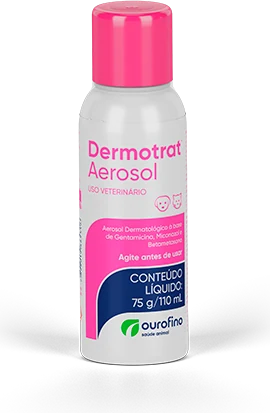 Dermotrat
Aerosol
USO VETERINÁRIO
Aerosol Dermatológico à base
de Gentamicina, Miconazol e
Betametasona
Agite antes de usar
CONTEÚDO
LÍQUIDO:
75 g/110 mL
ourofino
saúde animal